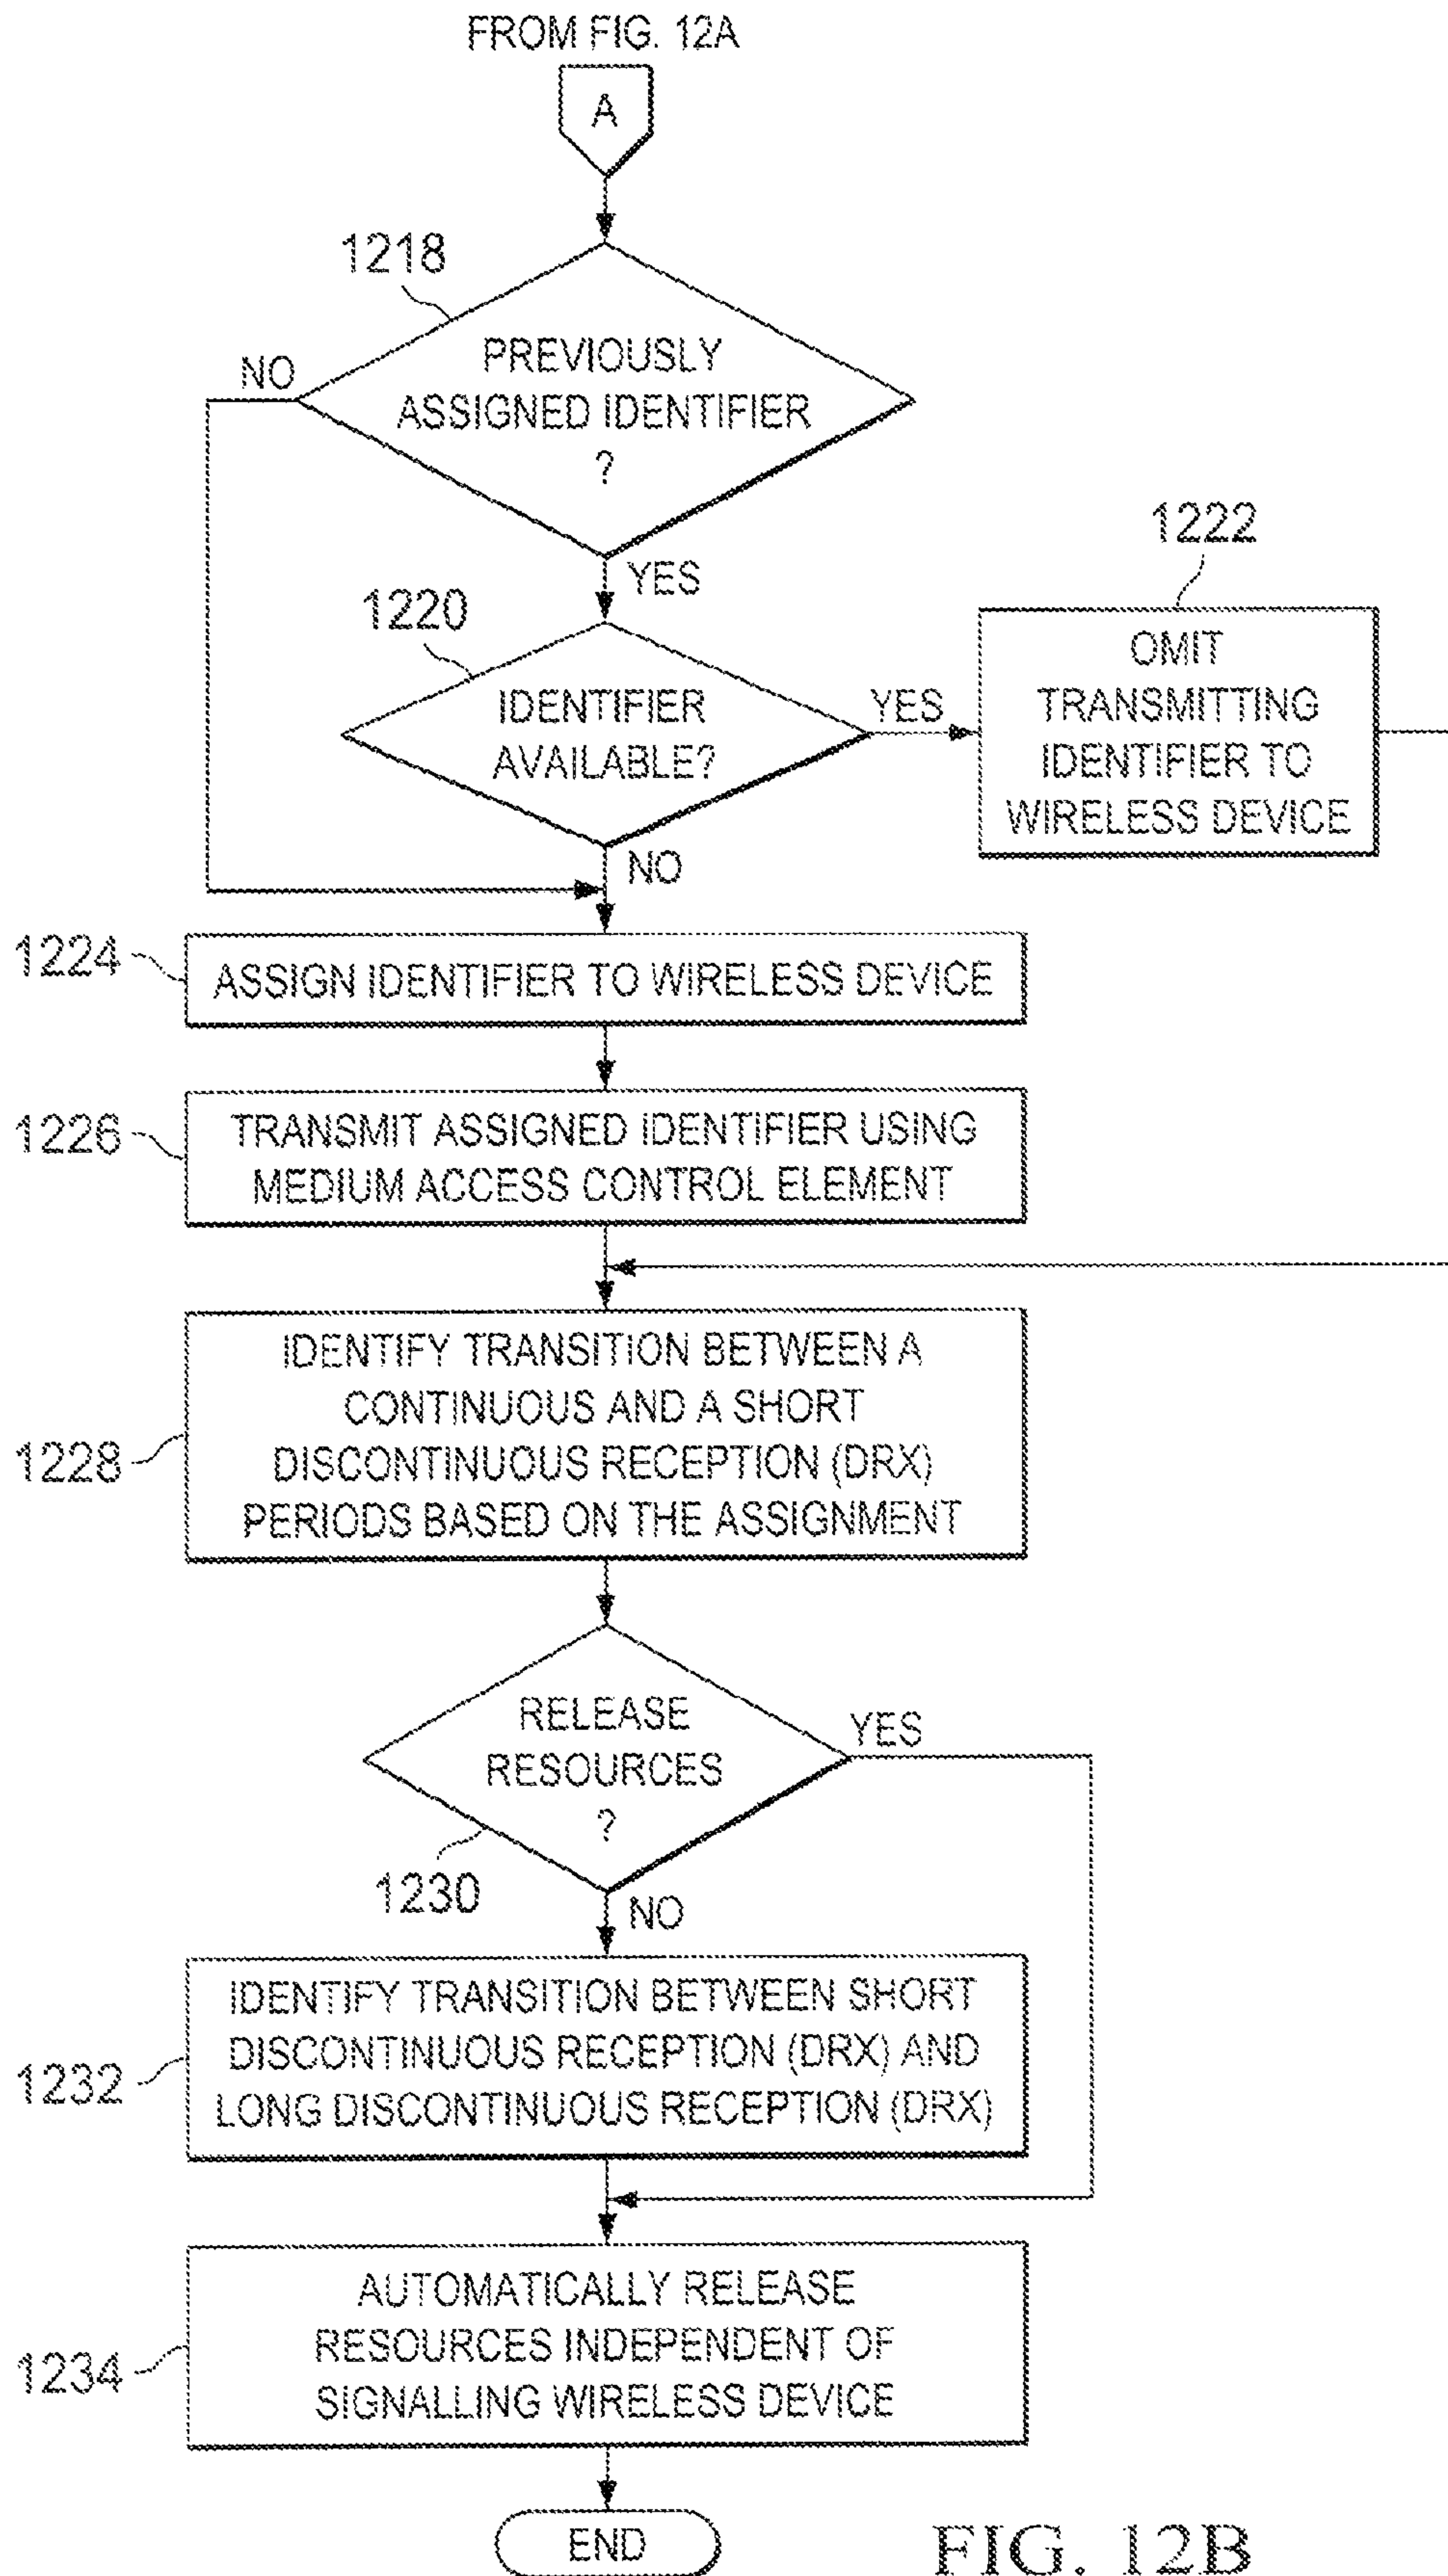 FROM FIG. 12A
A
1218
NO
PREVIOUSLY
ASSIGNED IDENTIFIER
?
YES
1220
IDENTIFIER
AVAILABLE?
YES
NO
1222
OMIT
TRANSMITTING
IDENTIFIER TO
WIRELESS DEVICE
1224
ASSIGN IDENTIFIER TO WIRELESS DEVICE
1226
TRANSMIT ASSIGNED IDENTIFIER USING
MEDIUM ACCESS CONTROL ELEMENT
1228
IDENTIFY TRANSITION BETWEEN A
CONTINUOUS AND A SHORT
DISCONTINUOUS RECEPTION (DRX)
PERIODS BASED ON THE ASSIGNMENT
RELEASE
RESOURCES
?
YES
1230
NO
1232
IDENTIFY TRANSITION BETWEEN SHORT
DISCONTINUOUS RECEPTION (DRX) AND
LONG DISCONTINUOUS RECEPTION (DRX)
1234
AUTOMATICALLY RELEASE
RESOURCES INDEPENDENT OF
SIGNALLING WIRELESS DEVICE
END
FIG. 12B